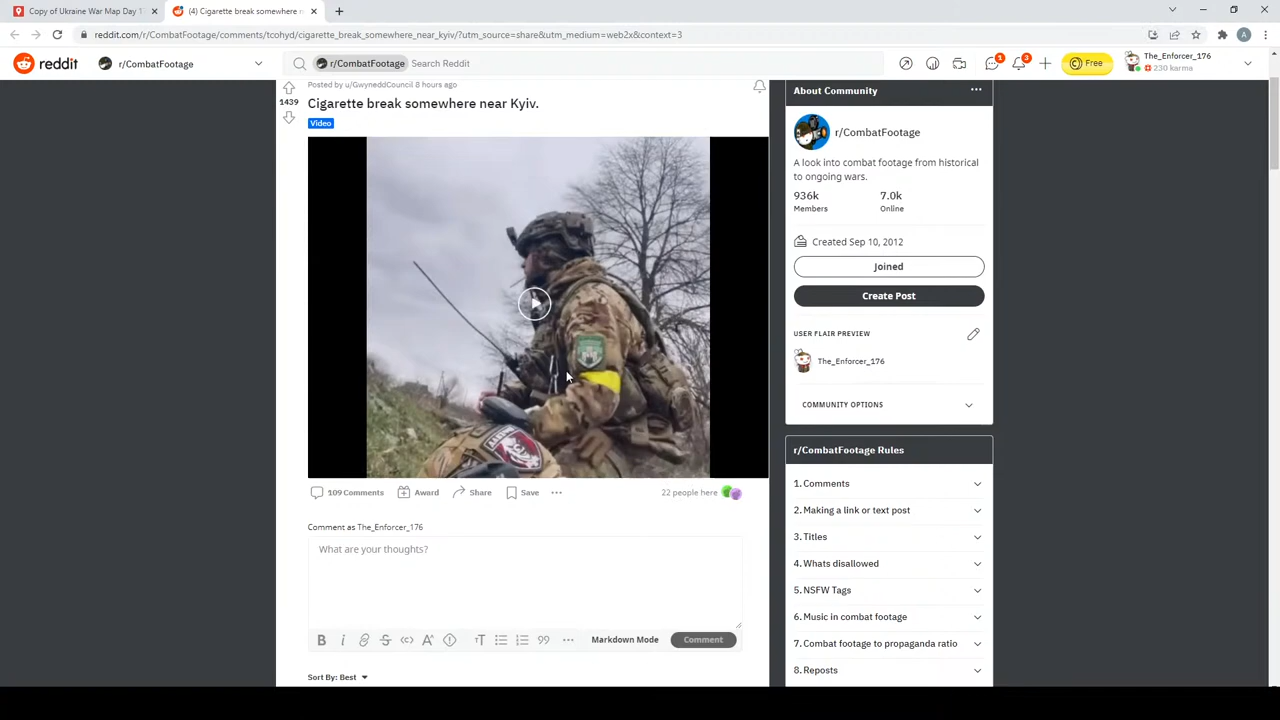 Copy of Ukraine War Map Day 17
(4) Cigarette break somewhere n
reddit.com/r/CombatFootage/comments/tcohyd/cigarette_break_somewhere_near_kyiv/?utm_source=share&utm_medium=web2x&context=3
A
reddit
r/CombatFootage
r/CombatFootage Search Reddit
1
3
Free
The_Enforcer_176
230 karma
Posted by u/GwyneddCouncil 8 hours ago
1439
Cigarette break somewhere near Kyiv.
Video
109 Comments
Award
Share
Save
22 people here
Comment as The_Enforcer_176
What are your thoughts?
B
i
Markdown Mode
Comment
Sort By: Best
About Community
r/CombatFootage
A look into combat footage from historical
to ongoing wars.
936k 7.0k
Members Online
Created Sep 10, 2012
Joined
Create Post
USER FLAIR PREVIEW
The_Enforcer_176
COMMUNITY OPTIONS
r/CombatFootage Rules
1. Comments
2. Making a link or text post
3. Titles
4. Whats disallowed
5. NSFW Tags
6. Music in combat footage
7. Combat footage to propaganda ratio
8. Reposts